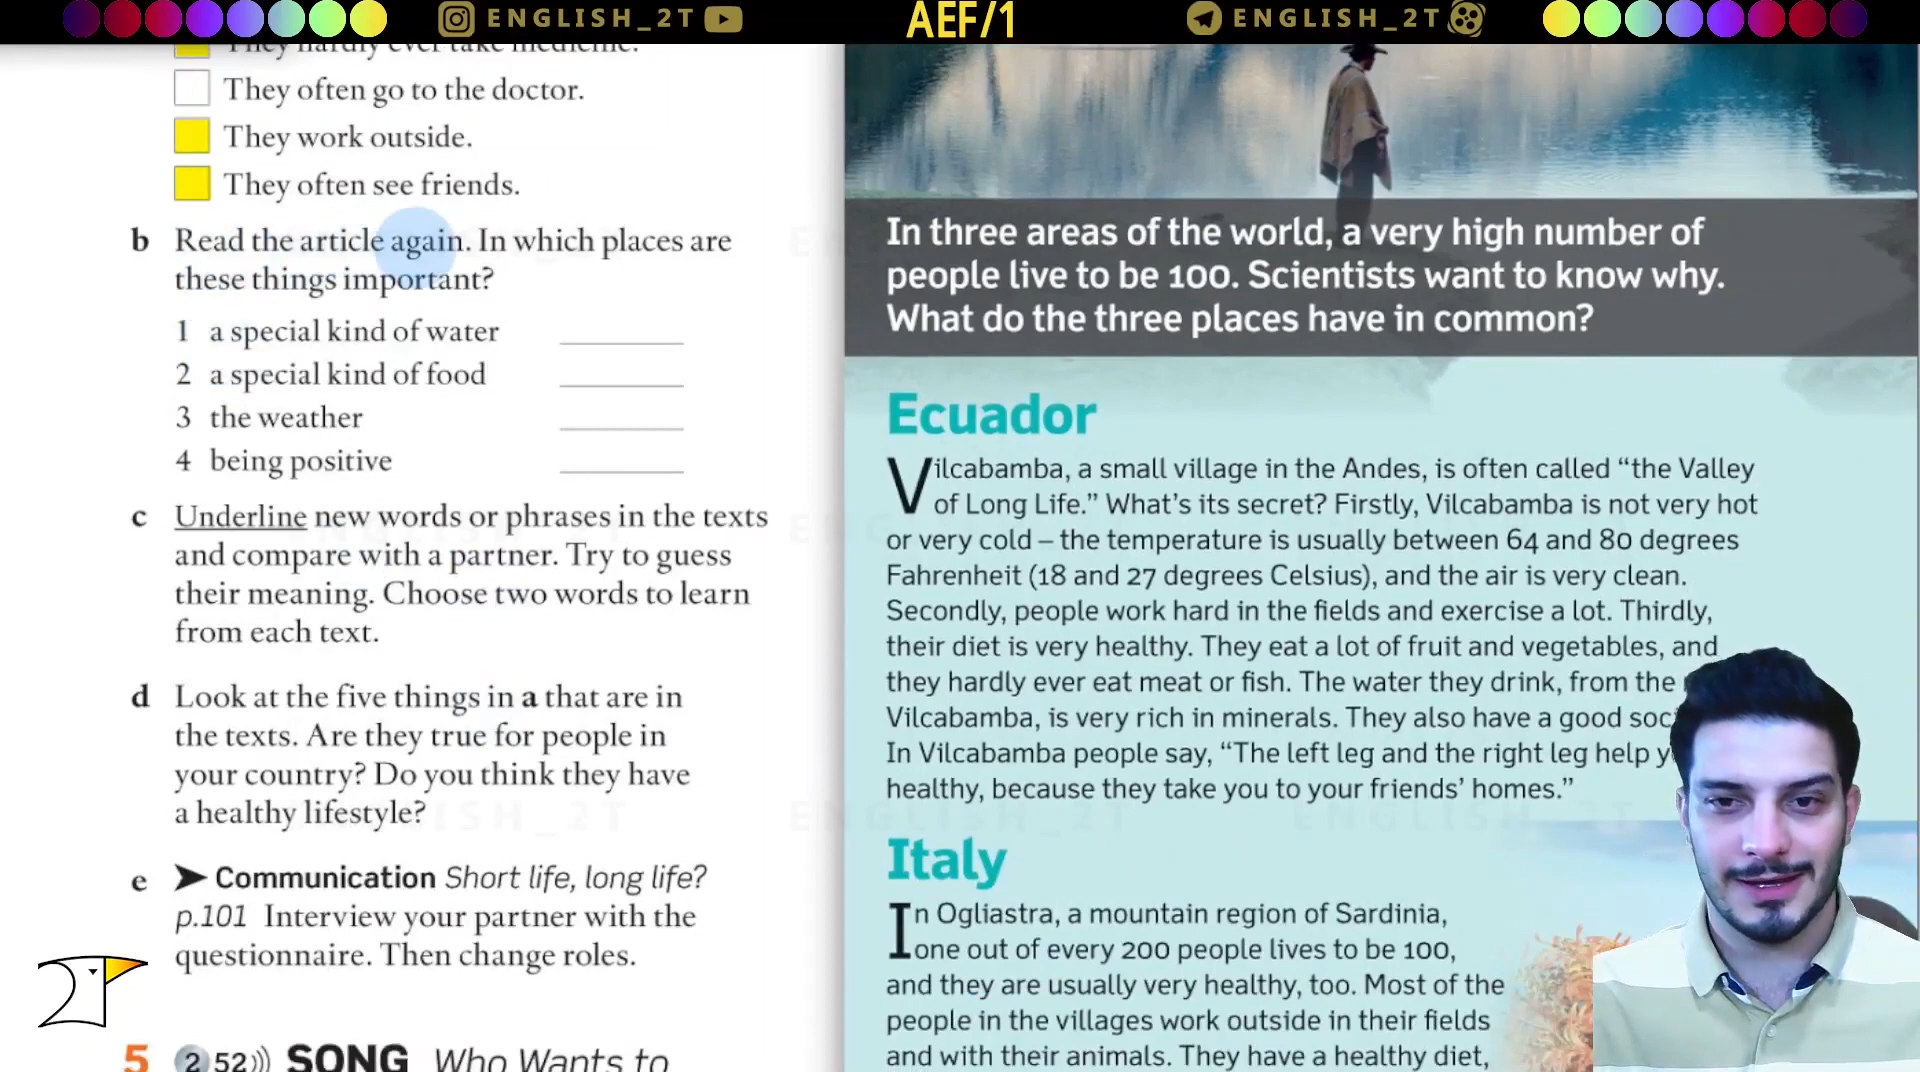 ENGLISH_2T
AEF/1
ENGLISH_2T
They hardly ever take medicine.
They often go to the doctor.
They work outside.
They often see friends.
b Read the article again. In which places are
these things important?
1 a special kind of water
2 a special kind of food
3 the weather
4 being positive
c Underline new words or phrases in the texts
and compare with a partner. Try to guess
their meaning. Choose two words to learn
from each text.
d Look at the five things in a that are in
the texts. Are they true for people in
your country? Do you think they have
a healthy lifestyle?
e Communication Short life, long life?
p.101 Interview your partner with the
questionnaire. Then change roles.
5 2 52 SONG Who Wants to
In three areas of the world, a very high number of
people live to be 100. Scientists want to know why.
What do the three places have in common?
Ecuador
Vilcabamba, a small village in the Andes, is often called “the Valley
of Long Life.” What’s its secret? Firstly, Vilcabamba is not very hot
or very cold – the temperature is usually between 64 and 80 degrees
Fahrenheit (18 and 27 degrees Celsius), and the air is very clean.
Secondly, people work hard in the fields and exercise a lot. Thirdly,
their diet is very healthy. They eat a lot of fruit and vegetables, and
they hardly ever eat meat or fish. The water they drink, from the
Vilcabamba, is very rich in minerals. They also have a good
In Vilcabamba people say, “The left leg and the right leg help
healthy, because they take you to your friends’ homes.”
Italy
In Ogliastra, a mountain region of Sardinia,
one out of every 200 people lives to be 100,
and they are usually very healthy, too. Most of the
people in the villages work outside in their fields
and with their animals. They have a healthy diet,